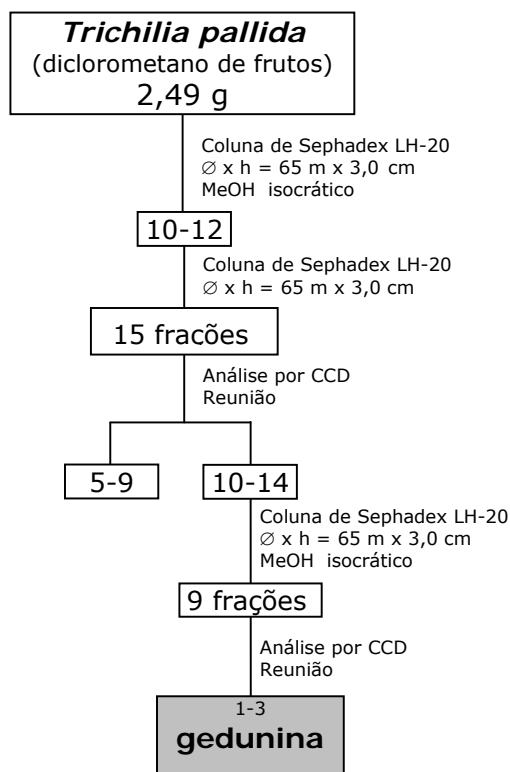 Trichilia pallida
(diclorometano de frutos)
2,49 g
Coluna de Sephadex LH-20
∅ x h = 65 m x 3,0 cm
MeOH isocrático
10-12
Coluna de Sephadex LH-20
∅ x h = 65 m x 3,0 cm
15 frações
Análise por CCD
Reunião
5-9
10-14
Coluna de Sephadex LH-20
∅ x h = 65 m x 3,0 cm
MeOH isocrático
9 frações
Análise por CCD
Reunião
1-3
gedunina